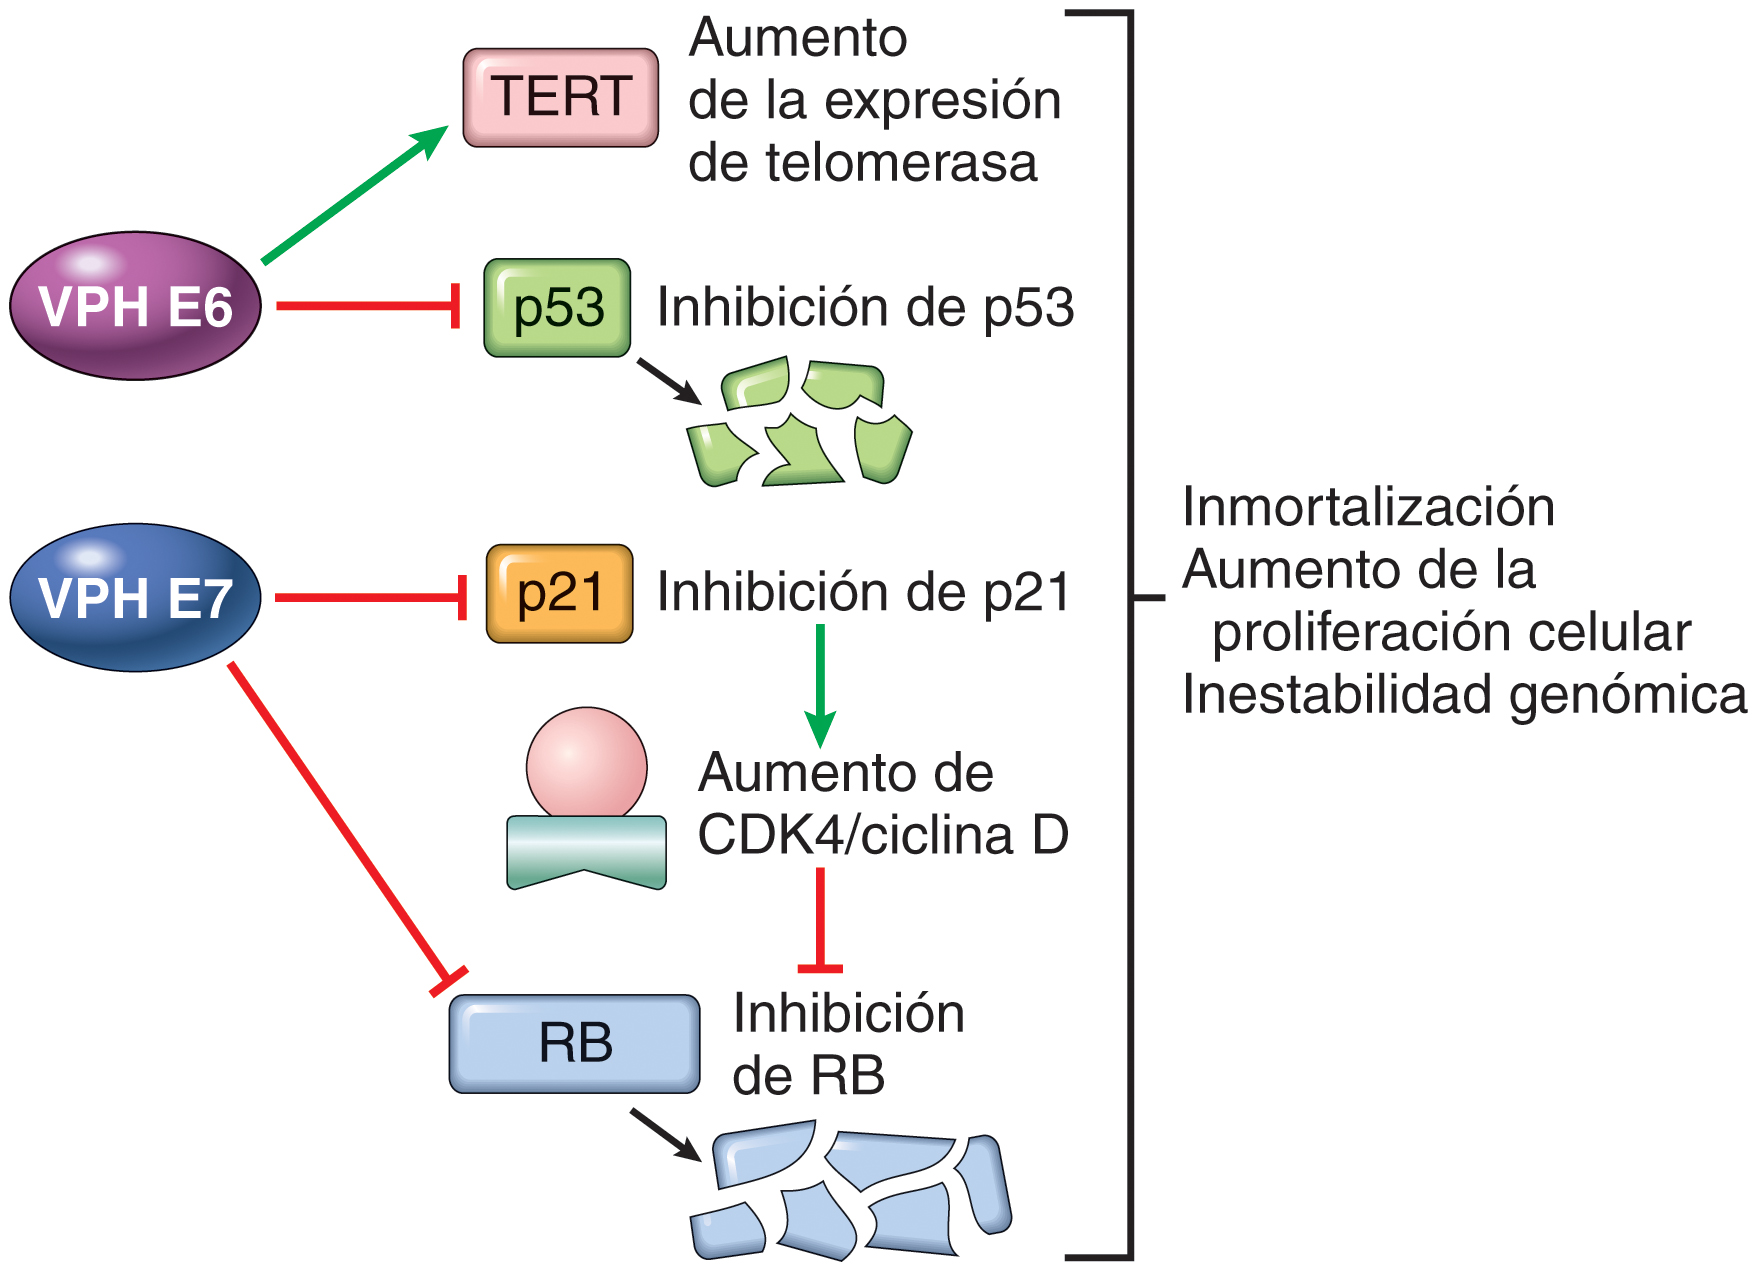 TERT
Aumento
de la expresión
de telomerasa
VPH E6
p53
Inhibición de p53
VPH E7
p21
Inhibición de p21
Aumento de
CDK4/ciclina D
RB
Inhibición
de RB
Inmortalización
Aumento de la
proliferación celular
Inestabilidad genómica